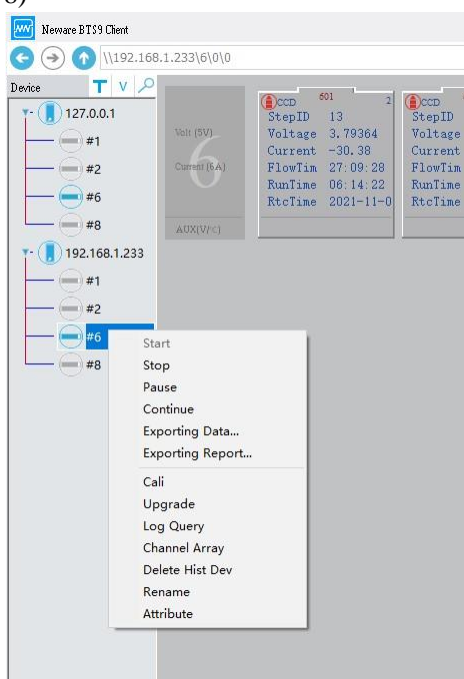 Neware BTS9 Client
\\192.168.1.233\6\0\0
Device T V
127.0.0.1
#1
#2
#6
#8
192.168.1.233
#1
#2
#6
#8
Volt (5V)
6
Current (6A)
AUX(V/℃)
CCD 601 2
StepID 13
Voltage 3.79364
Current -30.38
FlowTim 27:09:28
RunTime 06:14:22
RtcTime 2021-11-0
CCD
StepID
Voltage
Current
FlowTim
RunTime
RtcTime
Start
Stop
Pause
Continue
Exporting Data...
Exporting Report...
Cali
Upgrade
Log Query
Channel Array
Delete Hist Dev
Rename
Attribute